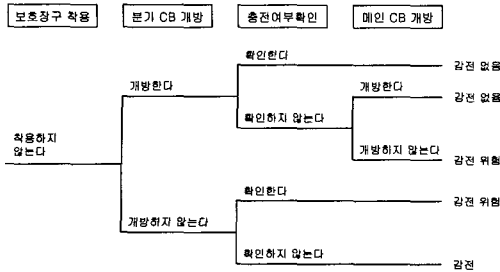 보호장구 착용 분기 CB 개방 충전여부확인 메인 CB 개방
확인한다 감전 없음
개방한다 개방한다 감전 없음
확인하지 않는다
착용하지
않는다
개방하지 않는다 감전 위험
확인한다 감전 위험
개방하지 않는다
확인하지 않는다 감전